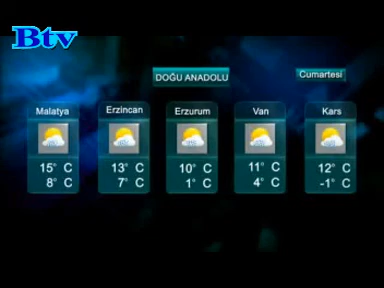 Btv
DOĞU ANADOLU
Cumartesi
Malatya
Erzincan
Erzurum
Van
Kars
15° C
13° C
10° C
11° C
12° C
8° C
7° C
1° C
4° C
-1° C